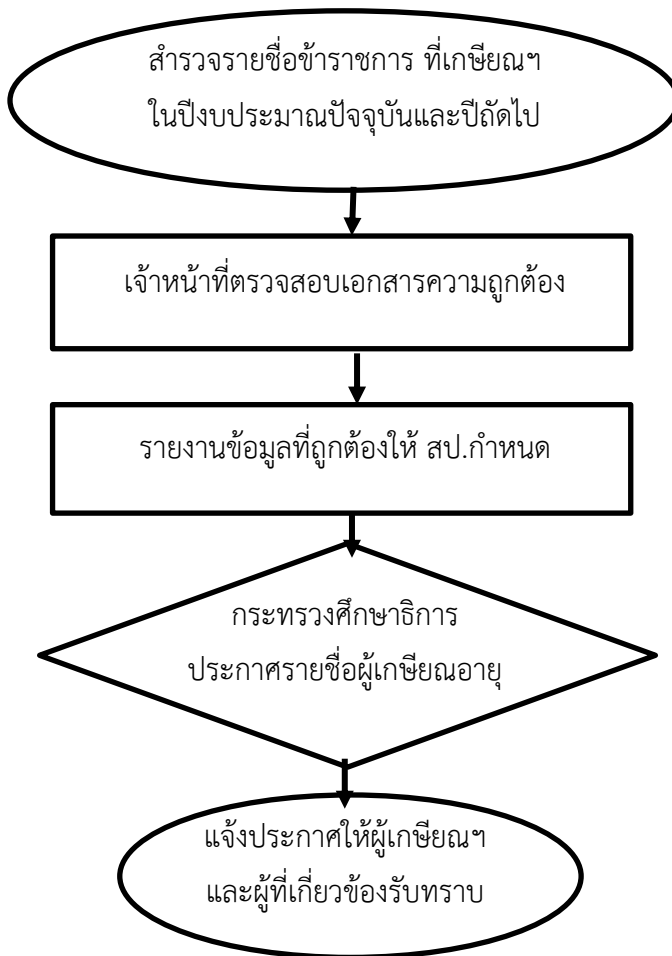 สำรวจรายชื่อข้าราชการ ที่เกษียณฯ
ในปีงบประมาณปัจจุบันและปีถัดไป
เจ้าหน้าที่ตรวจสอบเอกสารความถูกต้อง
รายงานข้อมูลที่ถูกต้องให้ สป.กำหนด
กระทรวงศึกษาธิการ
ประกาศรายชื่อผู้เกษียณอายุ
แจ้งประกาศให้ผู้เกษียณฯ
และผู้ที่เกี่ยวข้องรับทราบ